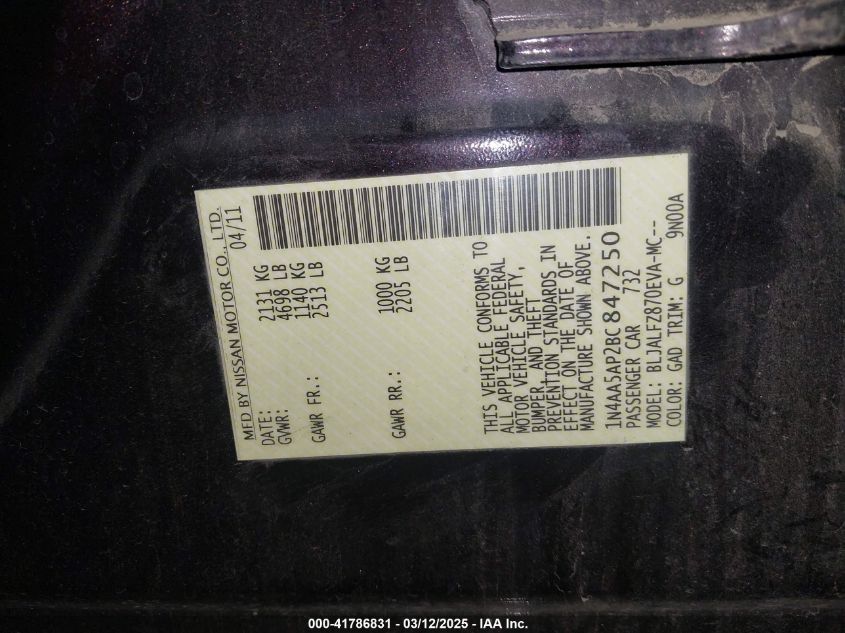 MFD BY NISSAN MOTOR CO., LTD.
DATE: 04/11
GVWR: 2131 KG
4698 LB
GAWR FR.: 1140 KG
2513 LB
GAWR RR.: 1000 KG
2205 LB
THIS VEHICLE CONFORMS TO
ALL APPLICABLE FEDERAL
MOTOR VEHICLE SAFETY,
BUMPER, AND THEFT
PREVENTION STANDARDS IN
EFFECT ON THE DATE OF
MANUFACTURE SHOWN ABOVE.
1N4AA5AP2BC847250
PASSENGER CAR 732
MODEL: BLJALF2870EVA-MC--
COLOR: GAD TRIM: G 9N00A
000-41786831 - 03/12/2025 - IAA Inc.